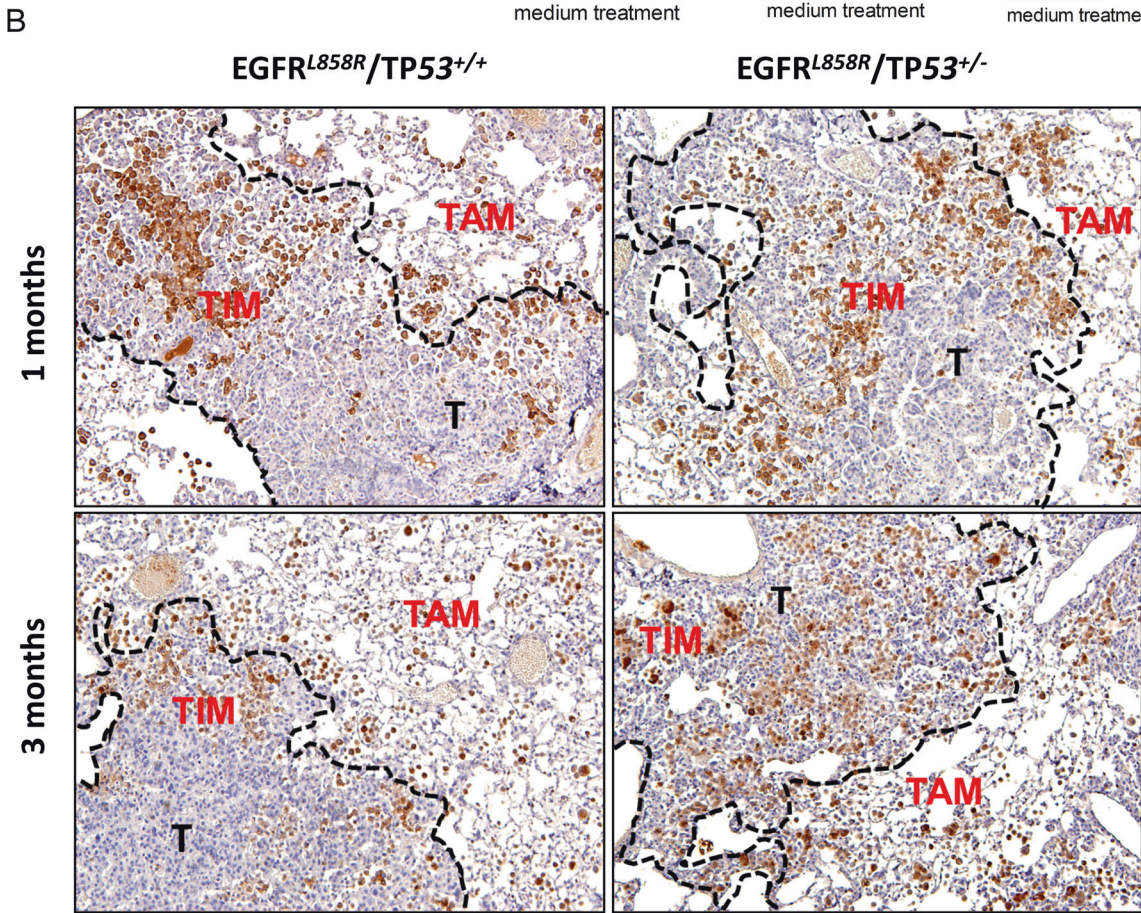 B
medium treatment medium treatment medium treatme
EGFRL858R/TP53+/+ EGFRL858R/TP53+/-
1 months
TAM
TIM
T
TAM
TIM
T
3 months
TAM
TIM
T
T
TIM
TAM